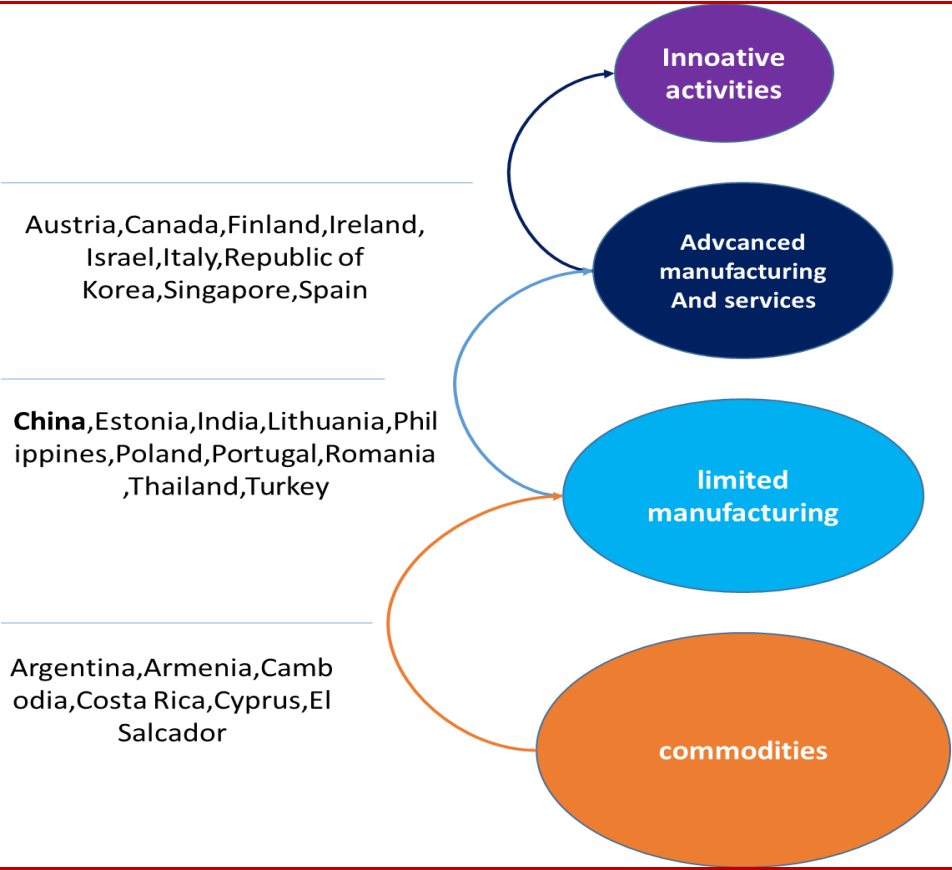 Innoative
activities
Austria,Canada,Finland,Ireland,
Israel,Italy,Republic of
Korea,Singapore,Spain
Advcanced
manufacturing
And services
China,Estonia,India,Lithuania,Phil
ippines,Poland,Portugal,Romania
,Thailand,Turkey
limited
manufacturing
Argentina,Armenia,Camb
odia,Costa Rica,Cyprus,El
Salcador
commodities